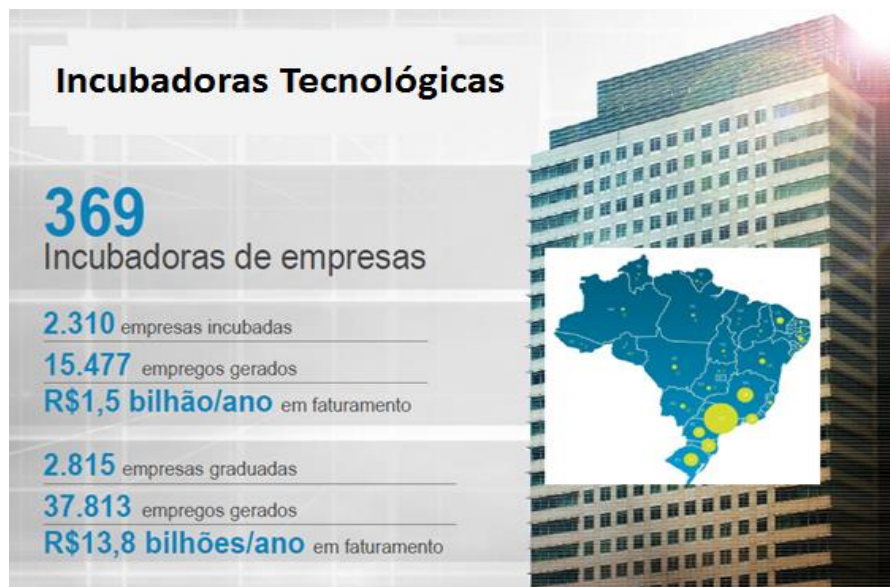 Incubadoras Tecnológicas
369
Incubadoras de empresas
2.310 empresas incubadas
15.477 empregos gerados
R$1,5 bilhão/ano em faturamento
2.815 empresas graduadas
37.813 empregos gerados
R$13,8 bilhões/ano em faturamento